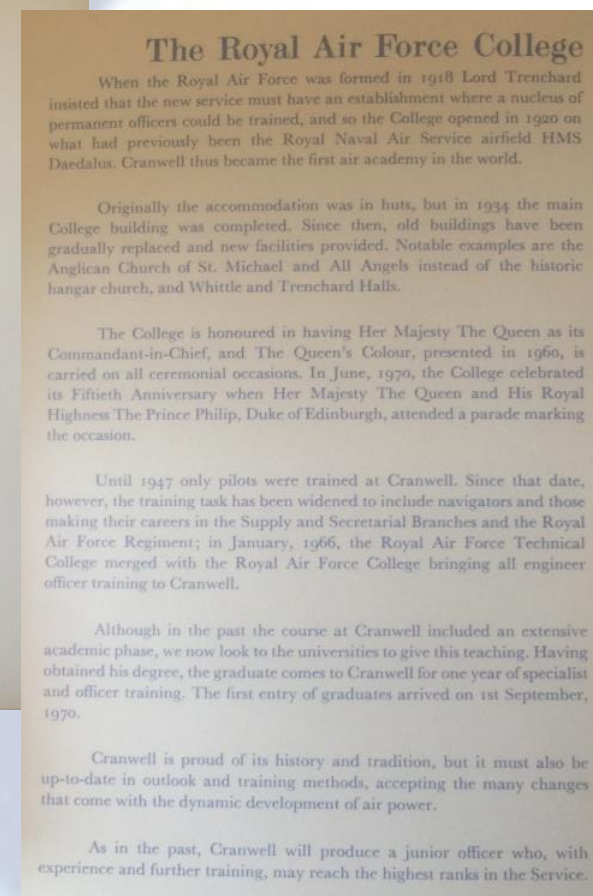 The Royal Air Force College
When the Royal Air Force was formed in 1918 Lord Trenchard
insisted that the new service must have an establishment where a nucleus of
permanent officers could be trained, and so the College opened in 1920 on
what had previously been the Royal Naval Air Service airfield HMS
Daedalus. Cranwell thus became the first air academy in the world.
Originally the accommodation was in huts, but in 1934 the main
College building was completed. Since then, old buildings have been
gradually replaced and new facilities provided. Notable examples are the
Anglican Church of St. Michael and All Angels instead of the historic
hangar church, and Whittle and Trenchard Halls.
The College is honoured in having Her Majesty The Queen as its
Commandant-in-Chief, and The Queen's Colour, presented in 1960, is
carried on all ceremonial occasions. In June, 1970, the College celebrated
its Fiftieth Anniversary when Her Majesty The Queen and His Royal
Highness The Prince Philip, Duke of Edinburgh, attended a parade marking
the occasion.
Until 1947 only pilots were trained at Cranwell. Since that date,
however, the training task has been widened to include navigators and those
making their careers in the Supply and Secretarial Branches and the Royal
Air Force Regiment; in January, 1966, the Royal Air Force Technical
College merged with the Royal Air Force College bringing all engineer
officer training to Cranwell.
Although in the past the course at Cranwell included an extensive
academic phase, we now look to the universities to give this teaching. Having
obtained his degree, the graduate comes to Cranwell for one year of specialist
and officer training. The first entry of graduates arrived on 1st September,
1970.
Cranwell is proud of its history and tradition, but it must also be
up-to-date in outlook and training methods, accepting the many changes
that come with the dynamic development of air power.
As in the past, Cranwell will produce a junior officer who, with
experience and further training, may reach the highest ranks in the Service.